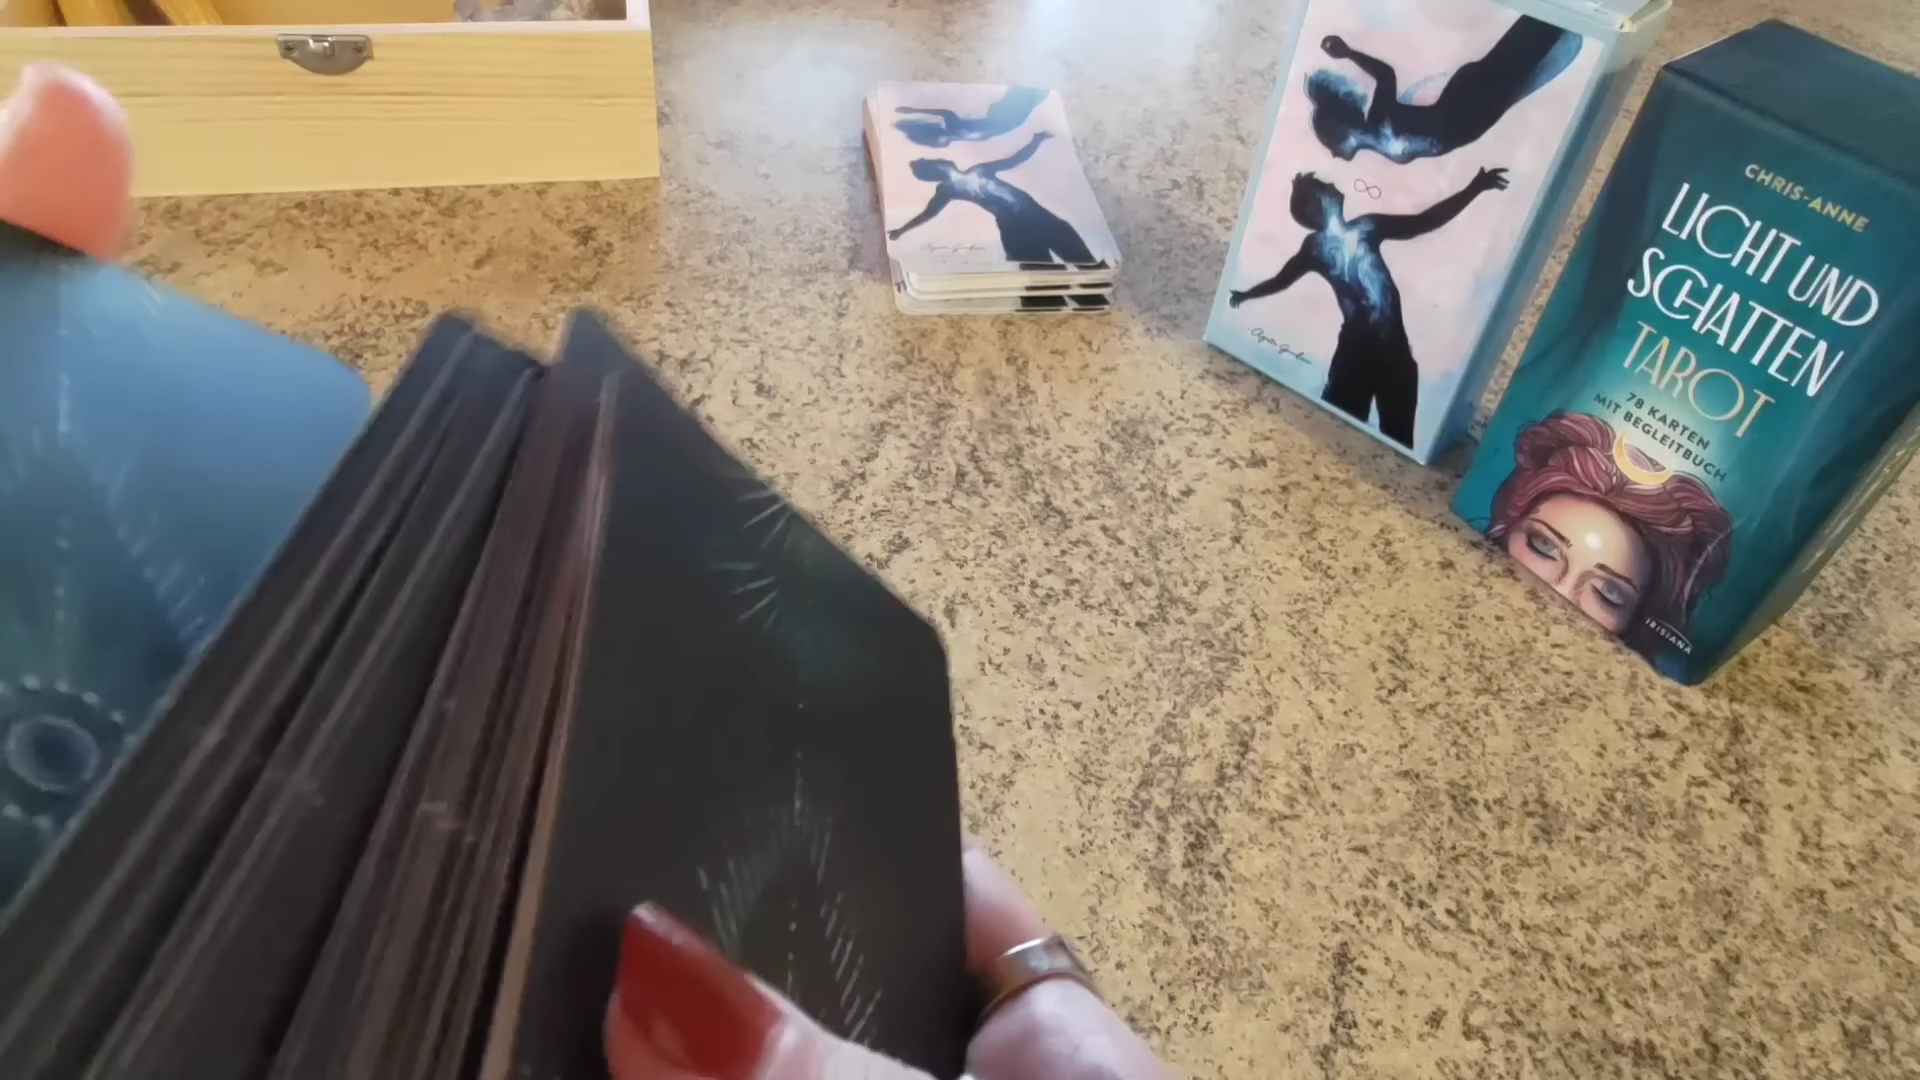 CHRIS-ANNE
LICHT UND
SCHATTEN
TAROT
78 KARTEN
MIT BEGLEITBUCH
IRISIANA